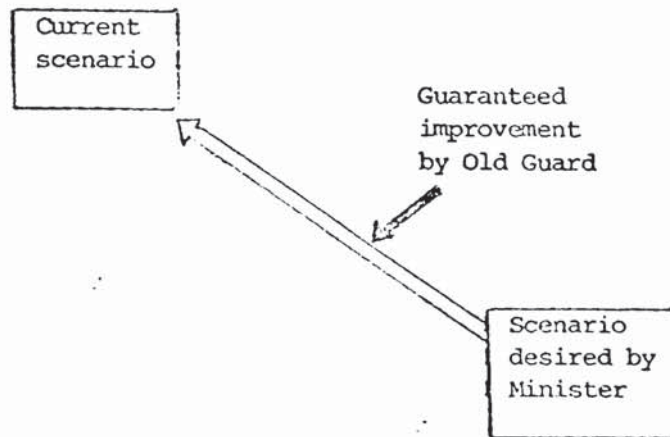 Current
scenario
Guaranteed
improvement
by Old Guard
Scenario
desired by
Minister